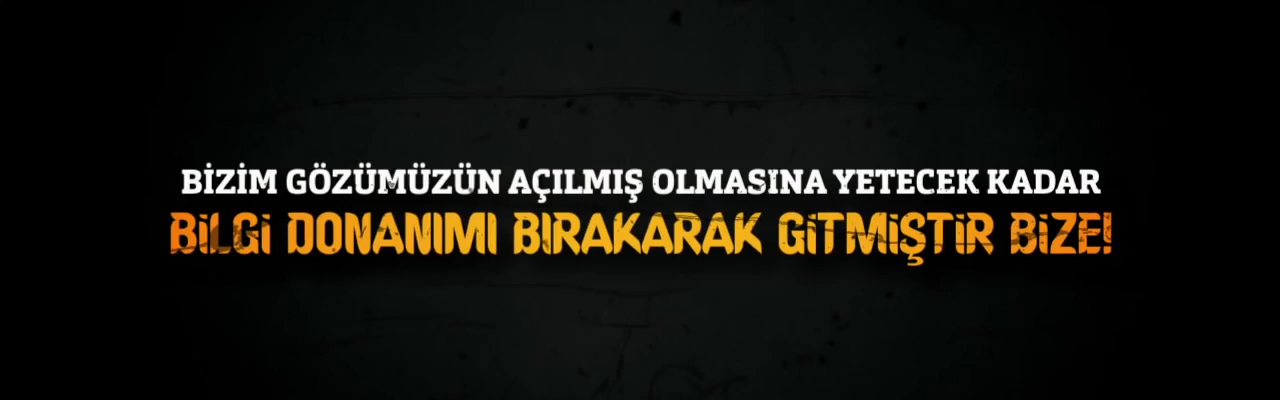 BİZİM GÖZÜMÜZÜN AÇILMIŞ OLMASINA YETECEK KADAR
BİLGİ DONANIMI BIRAKARAK GİTMİŞTİR BİZE!